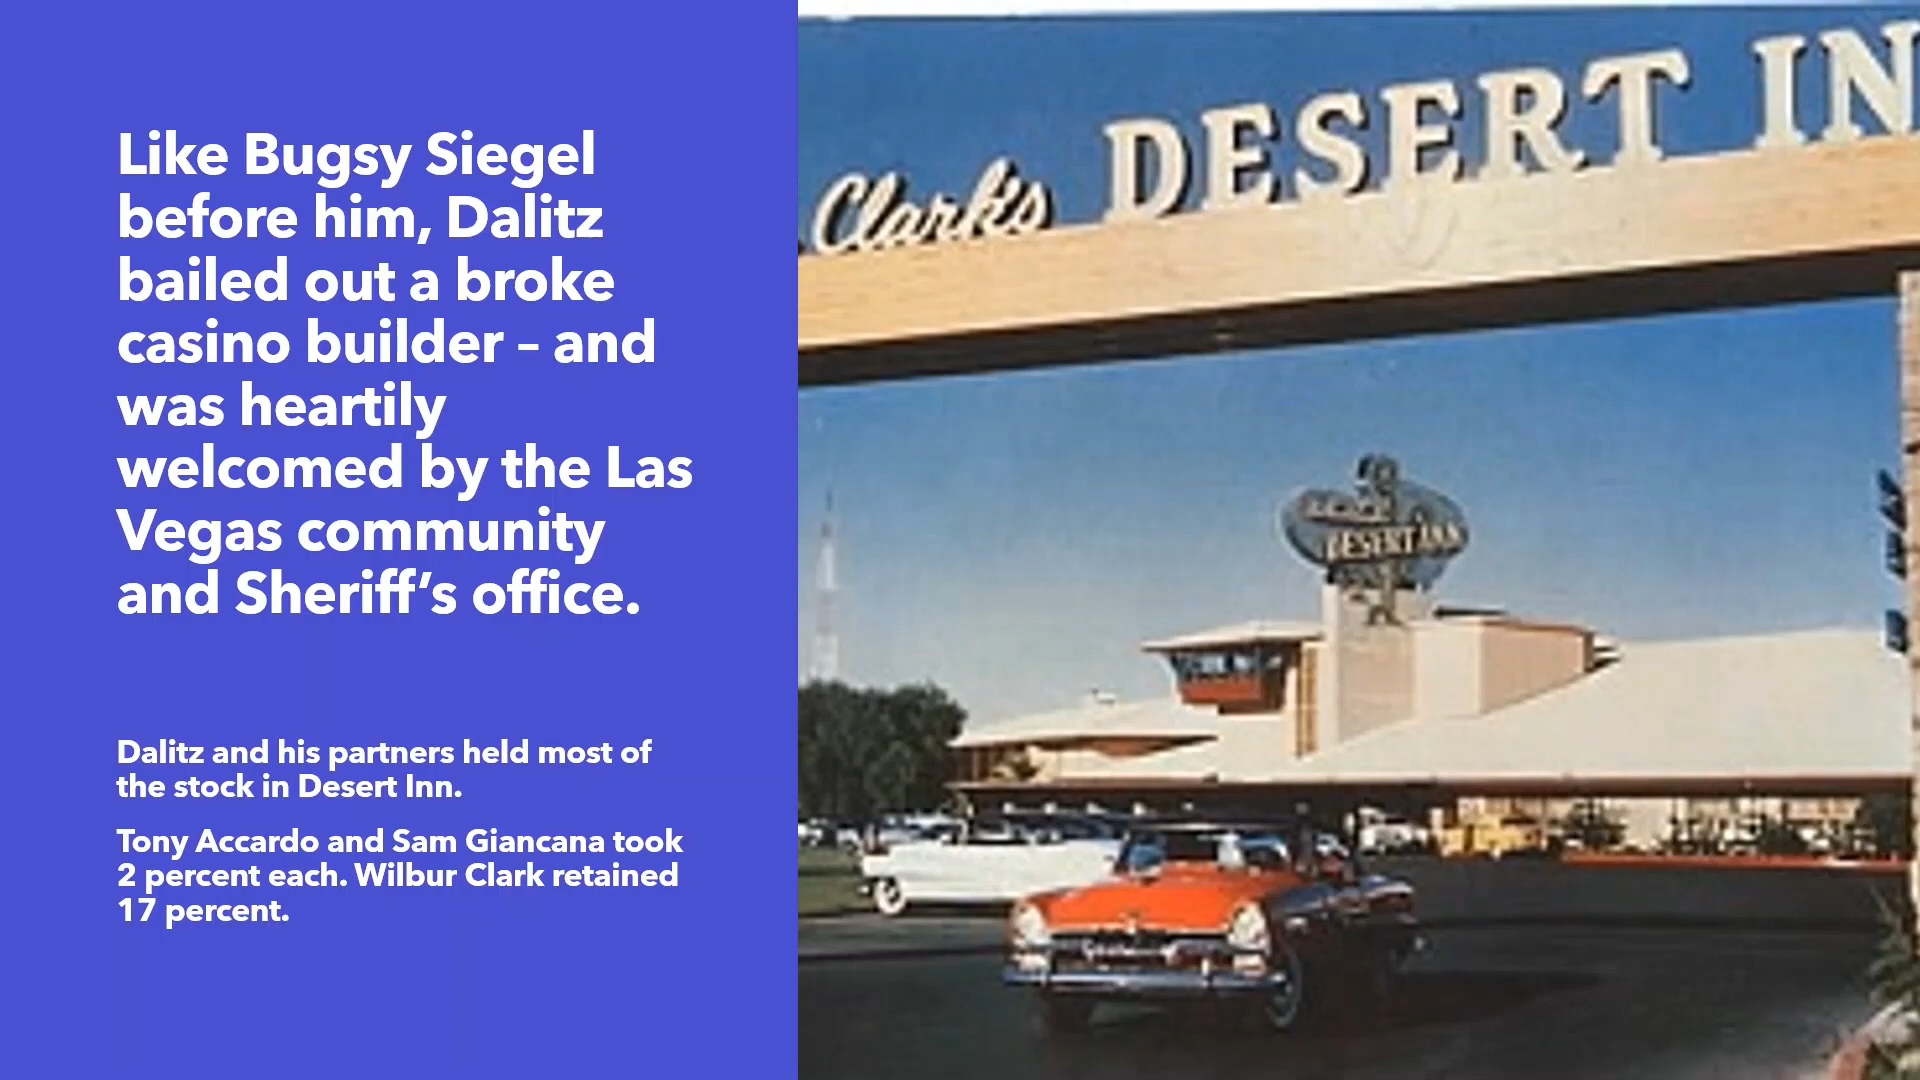 Like Bugsy Siegel
before him, Dalitz
bailed out a broke
casino builder – and
was heartily
welcomed by the Las
Vegas community
and Sheriff’s office.
Dalitz and his partners held most of
the stock in Desert Inn.
Tony Accardo and Sam Giancana took
2 percent each. Wilbur Clark retained
17 percent.
Clark's DESERT IN
DESERT INN